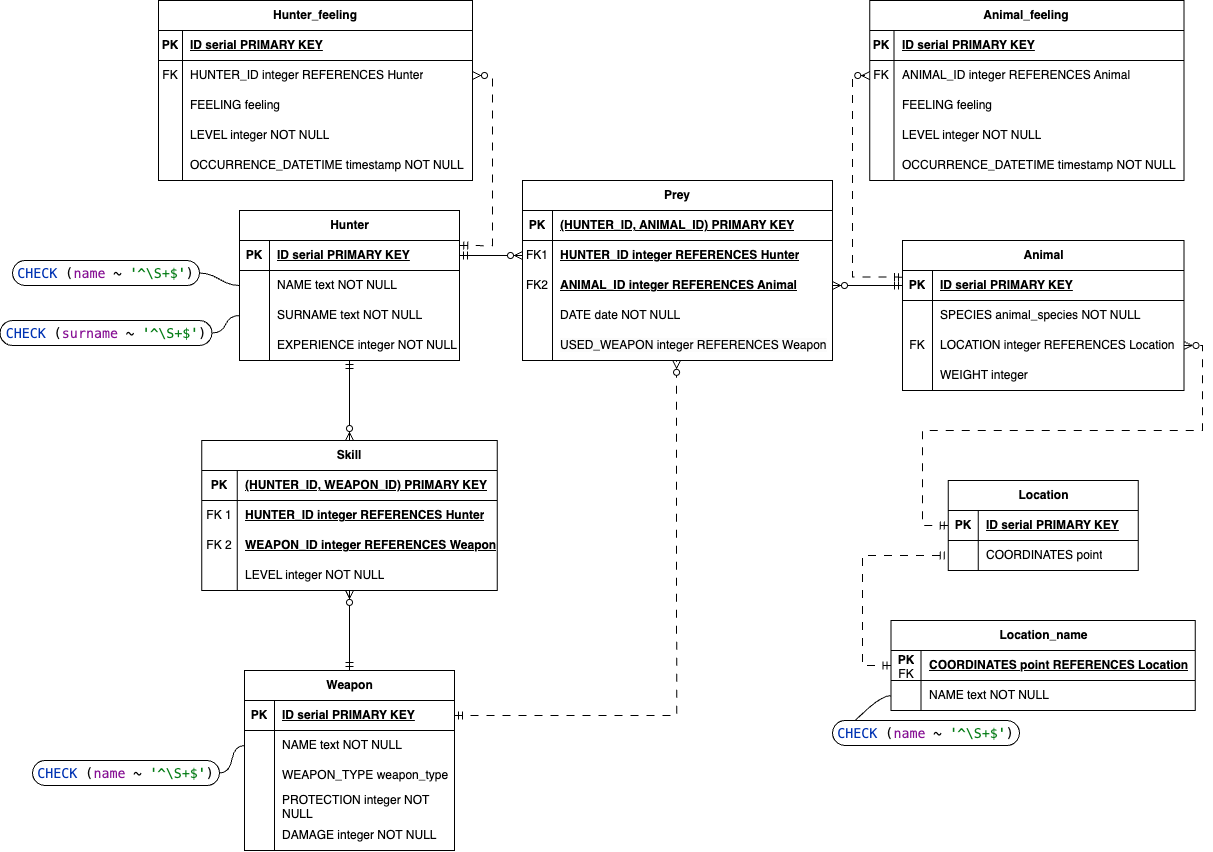 Hunter_feeling
PK ID serial PRIMARY KEY
FK HUNTER_ID integer REFERENCES Hunter
FEELING feeling
LEVEL integer NOT NULL
OCCURRENCE_DATETIME timestamp NOT NULL
Animal_feeling
PK ID serial PRIMARY KEY
FK ANIMAL_ID integer REFERENCES Animal
FEELING feeling
LEVEL integer NOT NULL
OCCURRENCE_DATETIME timestamp NOT NULL
Prey
PK (HUNTER_ID, ANIMAL_ID) PRIMARY KEY
FK1 HUNTER_ID integer REFERENCES Hunter
FK2 ANIMAL_ID integer REFERENCES Animal
DATE date NOT NULL
USED_WEAPON integer REFERENCES Weapon
Hunter
PK ID serial PRIMARY KEY
NAME text NOT NULL
SURNAME text NOT NULL
EXPERIENCE integer NOT NULL
CHECK (name ~ '^\S+$')
CHECK (surname ~ '^\S+$')
Animal
PK ID serial PRIMARY KEY
SPECIES animal_species NOT NULL
FK LOCATION integer REFERENCES Location
WEIGHT integer
Skill
PK (HUNTER_ID, WEAPON_ID) PRIMARY KEY
FK 1 HUNTER_ID integer REFERENCES Hunter
FK 2 WEAPON_ID integer REFERENCES Weapon
LEVEL integer NOT NULL
Location
PK ID serial PRIMARY KEY
COORDINATES point
Location_name
PK
FK
COORDINATES point REFERENCES Location
NAME text NOT NULL
CHECK (name ~ '^\S+$')
Weapon
PK ID serial PRIMARY KEY
NAME text NOT NULL
WEAPON_TYPE weapon_type
PROTECTION integer NOT
NULL
DAMAGE integer NOT NULL
CHECK (name ~ '^\S+$')